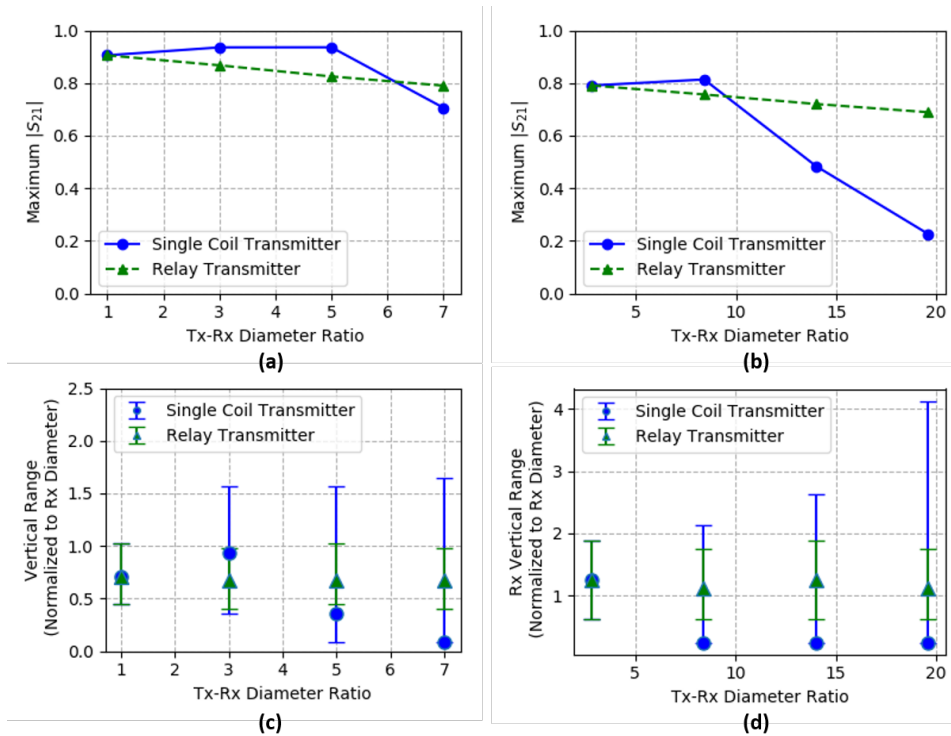 Maximum |S21|
1.0
0.8
0.6
0.4
0.2
0.0
Single Coil Transmitter
Relay Transmitter
1 2 3 4 5 6 7
Tx-Rx Diameter Ratio
(a)
Maximum |S21|
1.0
0.8
0.6
0.4
0.2
0.0
Single Coil Transmitter
Relay Transmitter
5 10 15 20
Tx-Rx Diameter Ratio
(b)
Vertical Range
(Normalized to Rx Diameter)
2.5
2.0
1.5
1.0
0.5
0.0
Single Coil Transmitter
Relay Transmitter
1 2 3 4 5 6 7
Tx-Rx Diameter Ratio
(c)
Rx Vertical Range
(Normalized to Rx Diameter)
4
3
2
1
Single Coil Transmitter
Relay Transmitter
5 10 15 20
Tx-Rx Diameter Ratio
(d)